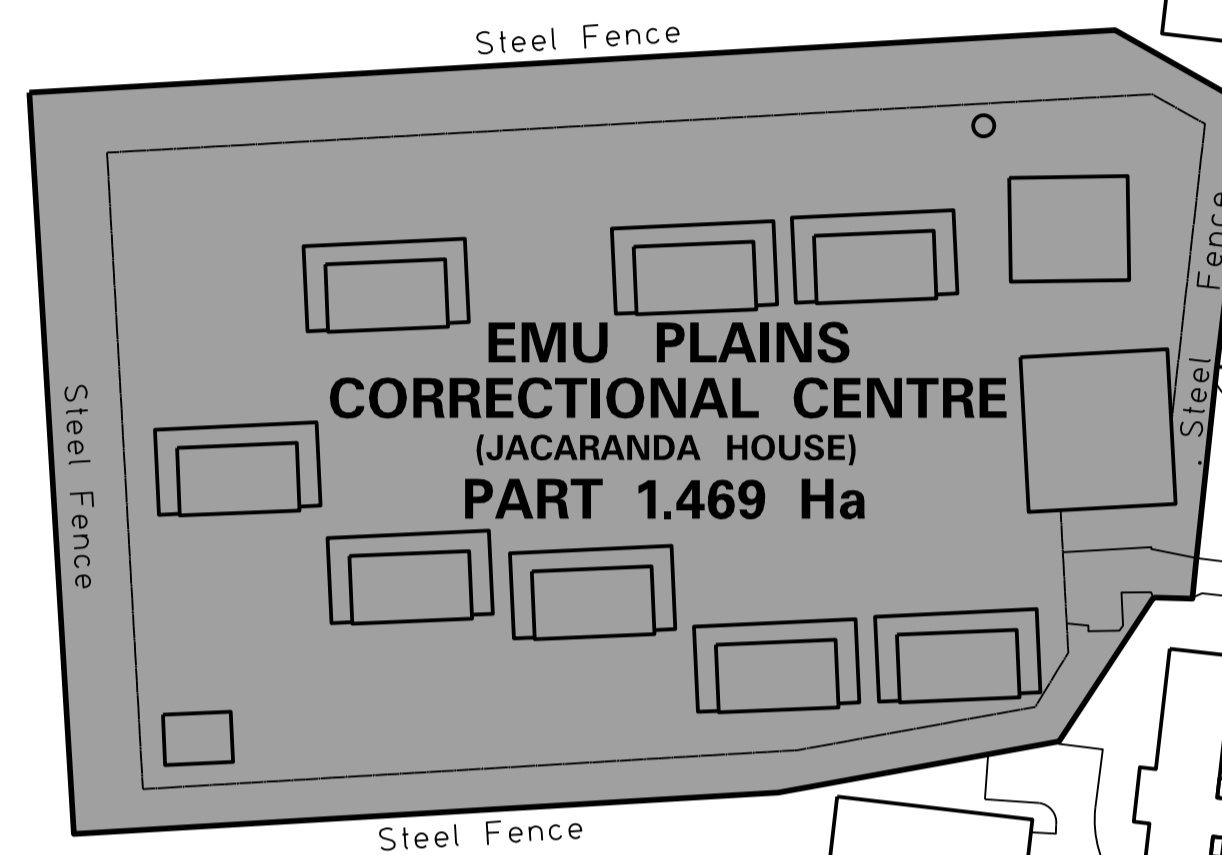 Steel Fence
Steel Fence
EMU PLAINS
CORRECTIONAL CENTRE
(JACARANDA HOUSE)
PART 1.469 Ha
Steel Fence
Steel Fence